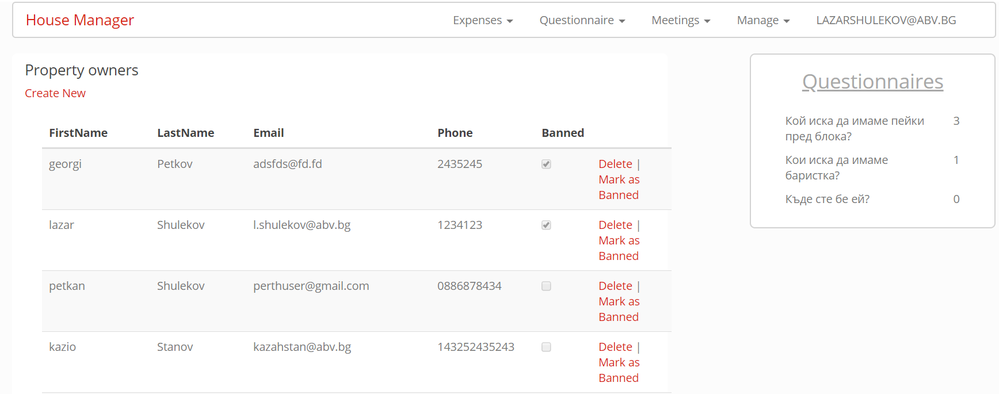 House Manager
Expenses
Questionnaire
Meetings
Manage
LAZARSHULEKOV@ABV.BG
Property owners
Create New
FirstName LastName Email Phone Banned
georgi Petkov adsfds@fd.fd 2435245 Delete |
Mark as
Banned
lazar Shulekov l.shulekov@abv.bg 1234123 Delete |
Mark as
Banned
petkan Shulekov perthuser@gmail.com 0886878434 Delete |
Mark as
Banned
kazio Stanov kazahstan@abv.bg 143252435243 Delete |
Mark as
Banned
Questionnaires
Кой иска да имаме пейки 3
пред блока?
Кои иска да имаме 1
баристка?
Къде сте бе ей? 0